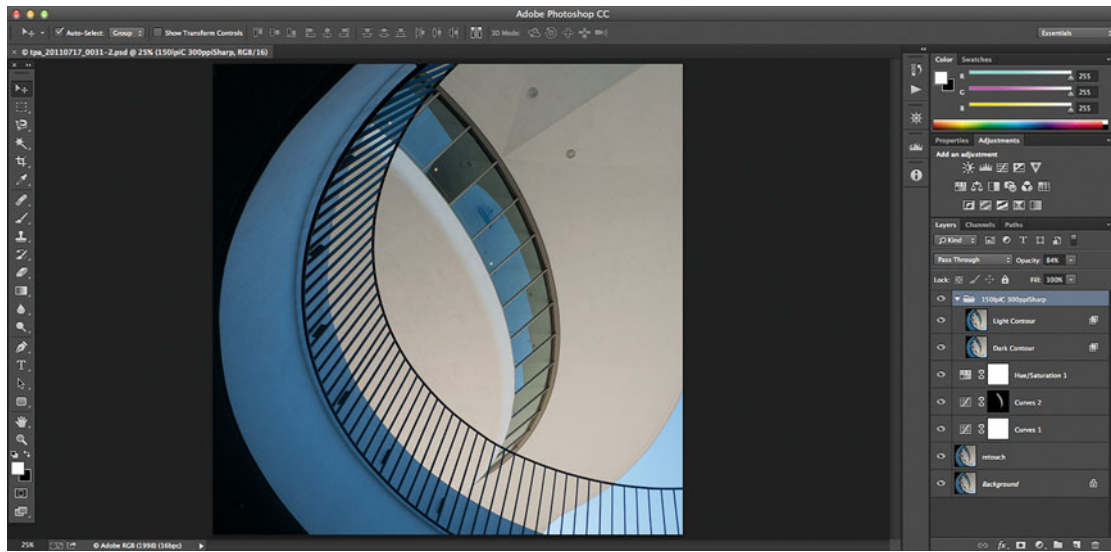 Adobe Photoshop CC
Auto-Select: Group Show Transform Controls 3D Mode: Essentials
× © tpa_20110717_0031-2.psd @ 25% (150lpiC 300ppiSharp, RGB/16)
Color Swatches
R 255
G 255
B 255
Properties Adjustments
Add an adjustment
Layers Channels Paths
Kind
Pass Through Opacity: 84%
Lock: Fill: 100%
150lpiC 300ppiSharp
Light Contour
Dark Contour
Hue/Saturation 1
Curves 2
Curves 1
retouch
Background
25% © Adobe RGB (1998) (16bpc)